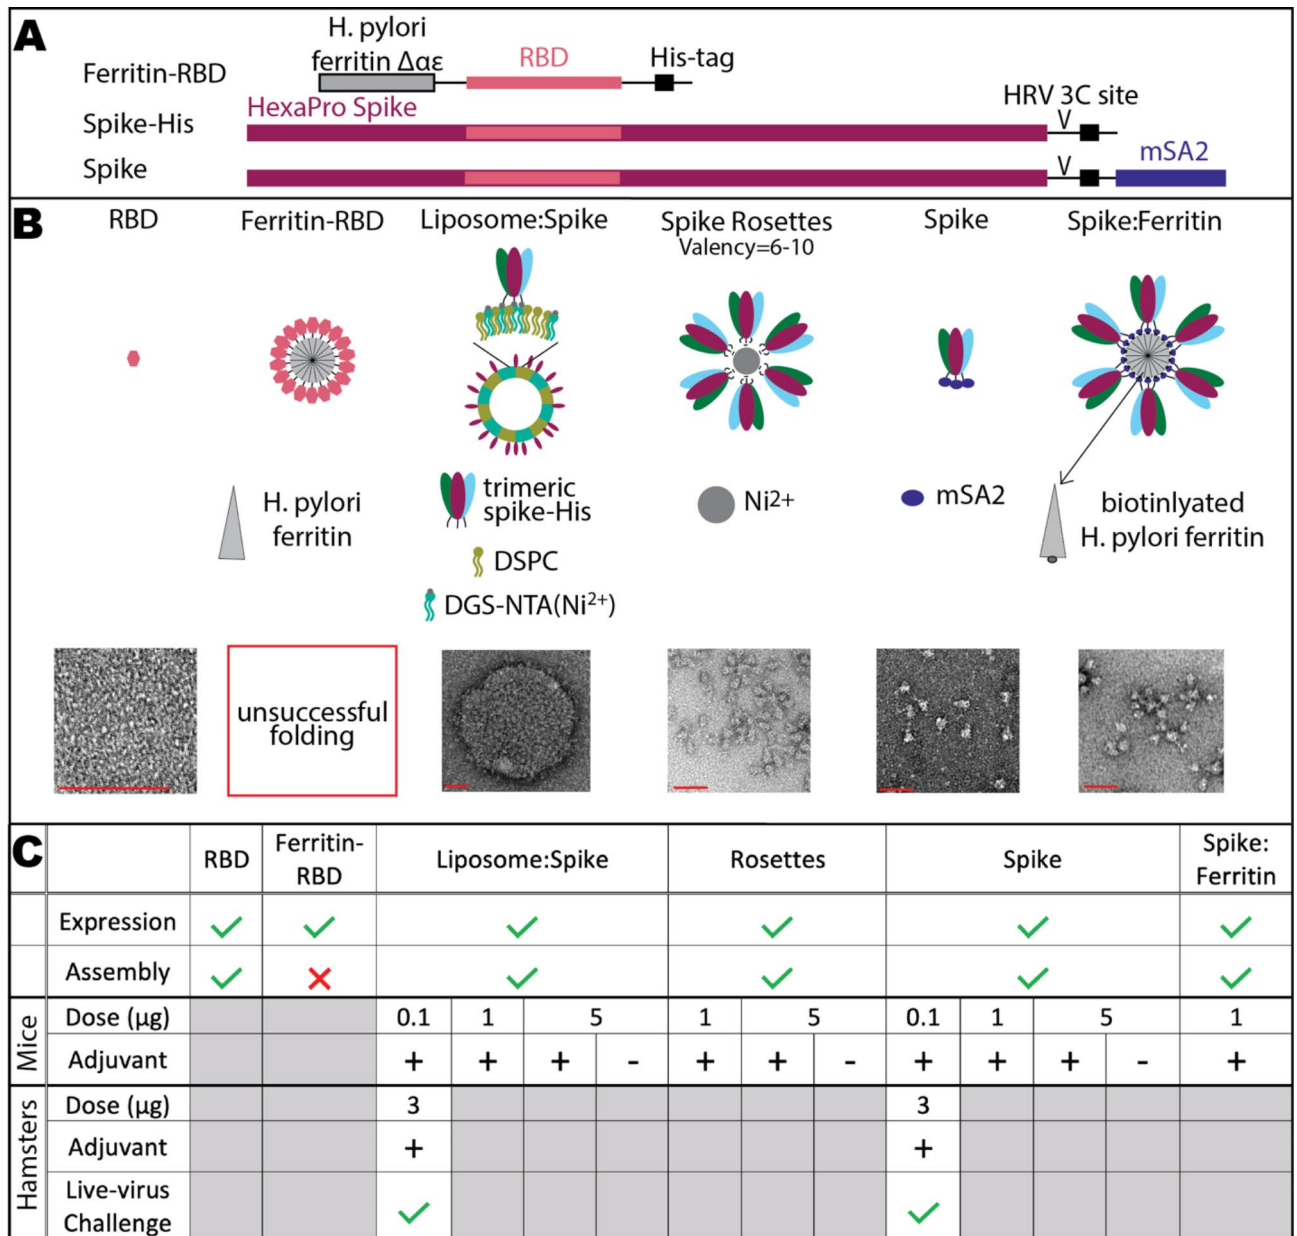 A
H. pylori
ferritin Δαε
RBD
His-tag
Ferritin-RBD
HexaPro Spike
HRV 3C site
Spike-His
V
mSA2
Spike
V
B
RBD
Ferritin-RBD
Liposome:Spike
Spike Rosettes
Valency=6-10
Spike
Spike:Ferritin
H. pylori
ferritin
trimeric
spike-His
DSPC
DGS-NTA(Ni²⁺)
Ni²⁺
mSA2
biotinlyated
H. pylori ferritin
unsuccessful
folding
C
RBD
Ferritin-
RBD
Liposome:Spike
Rosettes
Spike
Spike:
Ferritin
Expression ✓ ✓ ✓ ✓ ✓ ✓
Assembly ✓ ✗ ✓ ✓ ✓ ✓
Mice
Dose (µg) 0.1 1 5 1 5 0.1 1 5 1
Adjuvant + + + - + + - + + + - +
Hamsters
Dose (µg) 3 3
Adjuvant + +
Live-virus
Challenge ✓ ✓